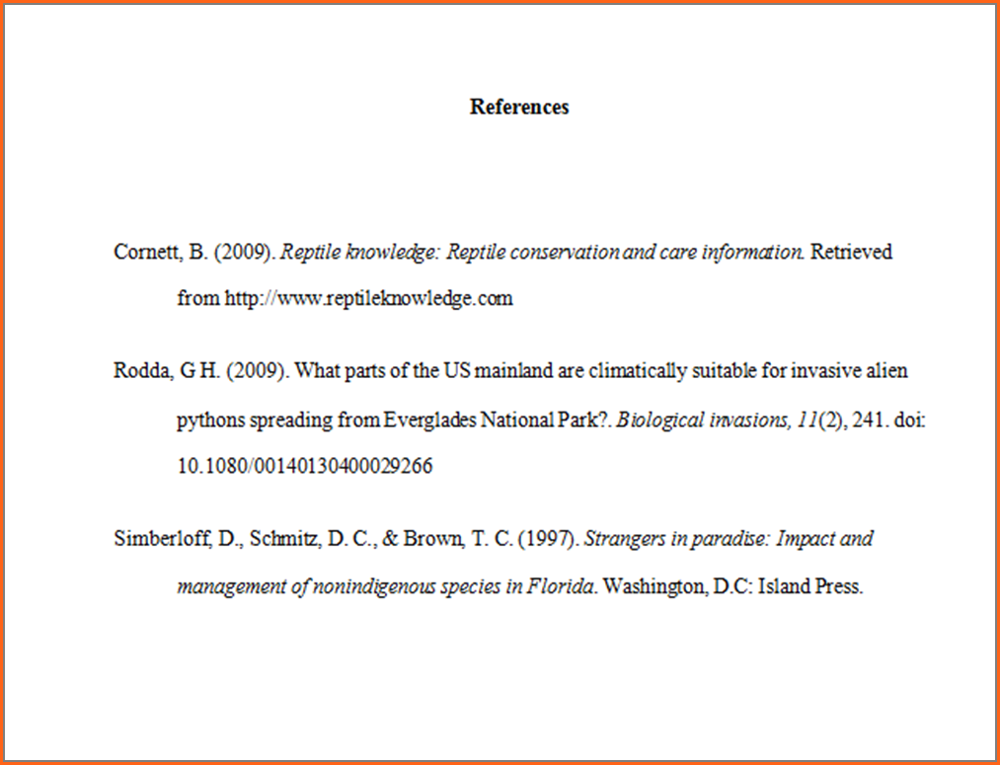 References
Cornett, B. (2009). Reptile knowledge: Reptile conservation and care information. Retrieved
from http://www.reptileknowledge.com
Rodda, G H. (2009). What parts of the US mainland are climatically suitable for invasive alien
pythons spreading from Everglades National Park?. Biological invasions, 11(2), 241. doi:
10.1080/00140130400029266
Simberloff, D., Schmitz, D. C., & Brown, T. C. (1997). Strangers in paradise: Impact and
management of nonindigenous species in Florida. Washington, D.C: Island Press.